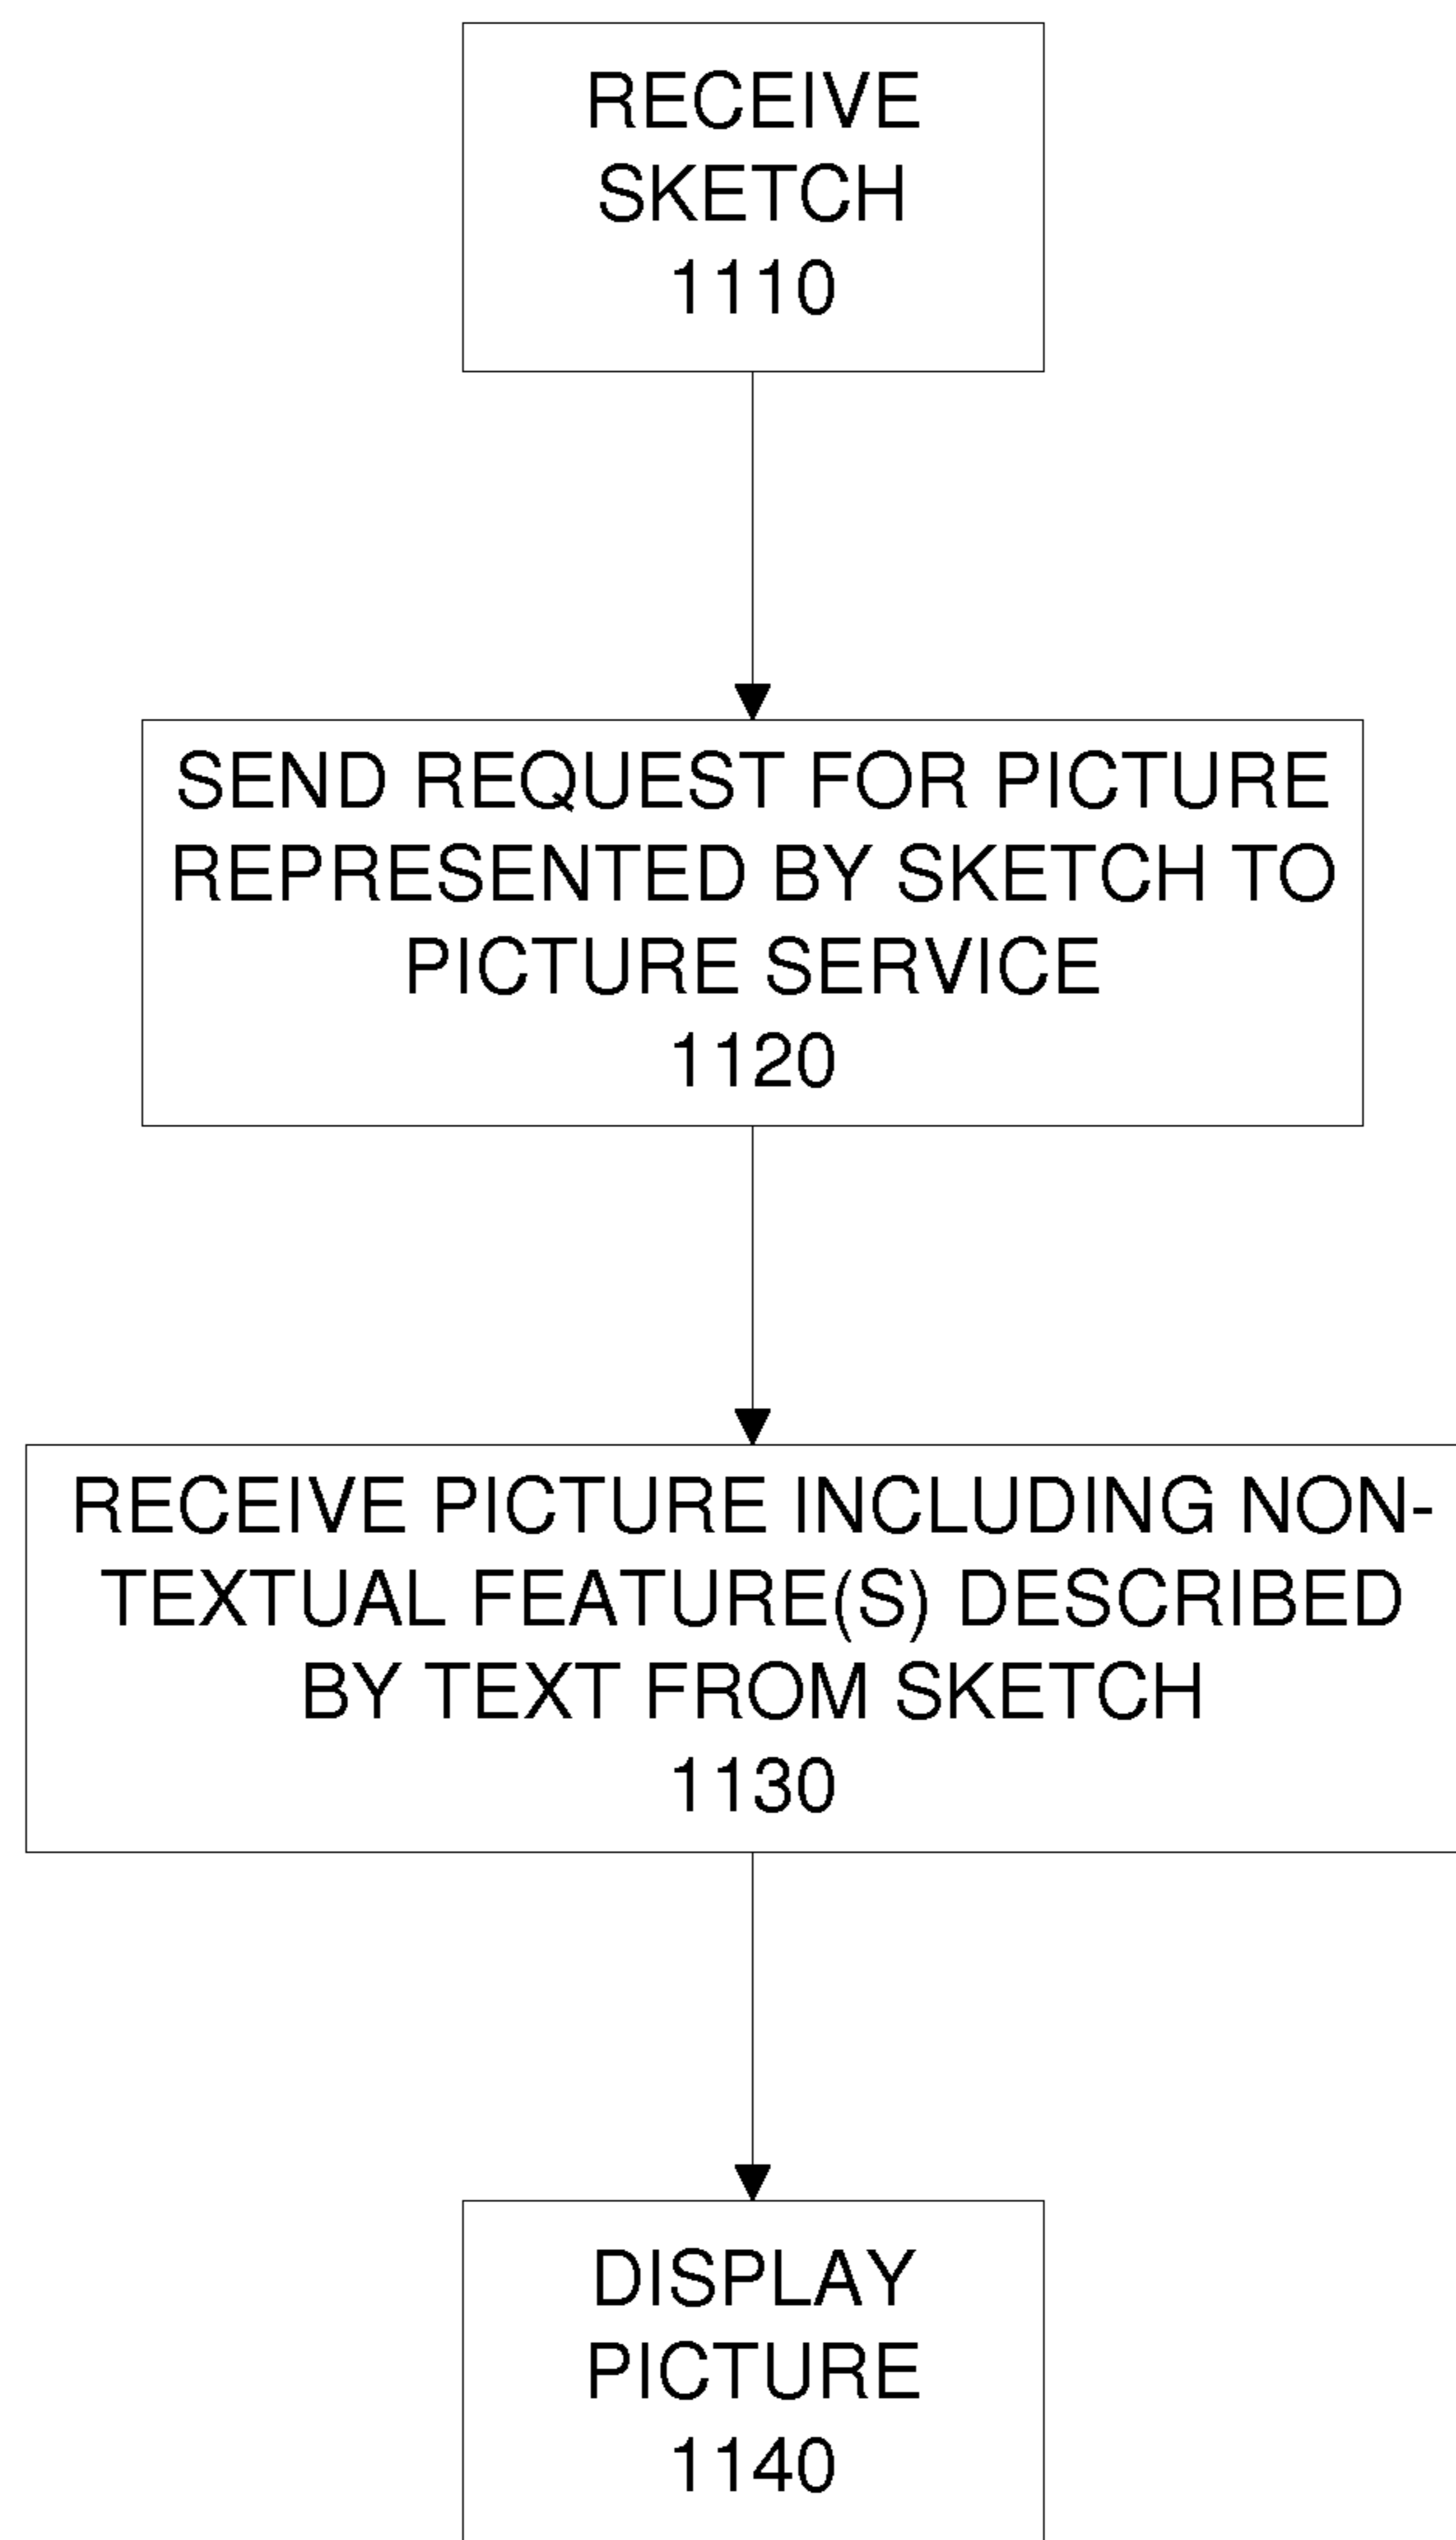 RECEIVE
SKETCH
1110
SEND REQUEST FOR PICTURE
REPRESENTED BY SKETCH TO
PICTURE SERVICE
1120
RECEIVE PICTURE INCLUDING NON-
TEXTUAL FEATURE(S) DESCRIBED
BY TEXT FROM SKETCH
1130
DISPLAY
PICTURE
1140